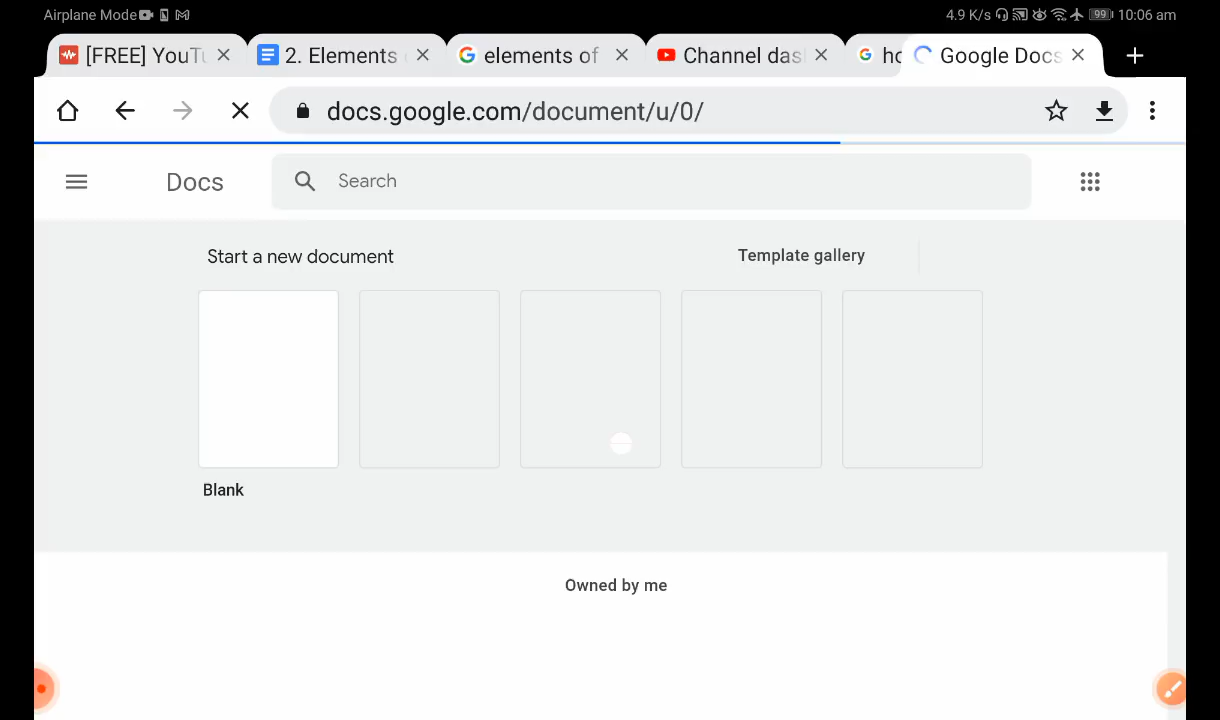 Airplane Mode 4.9 K/s 99 10:06 am
[FREE] YouTu 2. Elements elements of Channel das ho Google Docs
docs.google.com/document/u/0/
Docs Search
Start a new document Template gallery
Blank
Owned by me